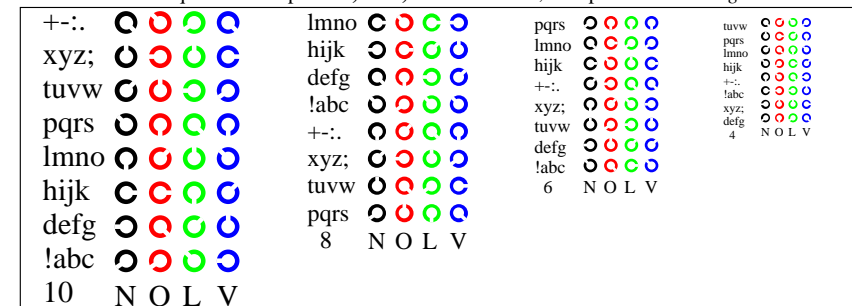 +-:.
xyz;
tuvw
pqrs
lmno
hijk
defg
!abc
10 N O L V
lmno
hijk
defg
!abc
+-:.
xyz;
tuvw
pqrs
8 N O L V
pqrs
lmno
hijk
+-:.
xyz;
tuvw
defg
!abc
6 N O L V
tuvw
pqrs
lmno
hijk
+-:.
!abc
xyz;
defg
4 N O L V